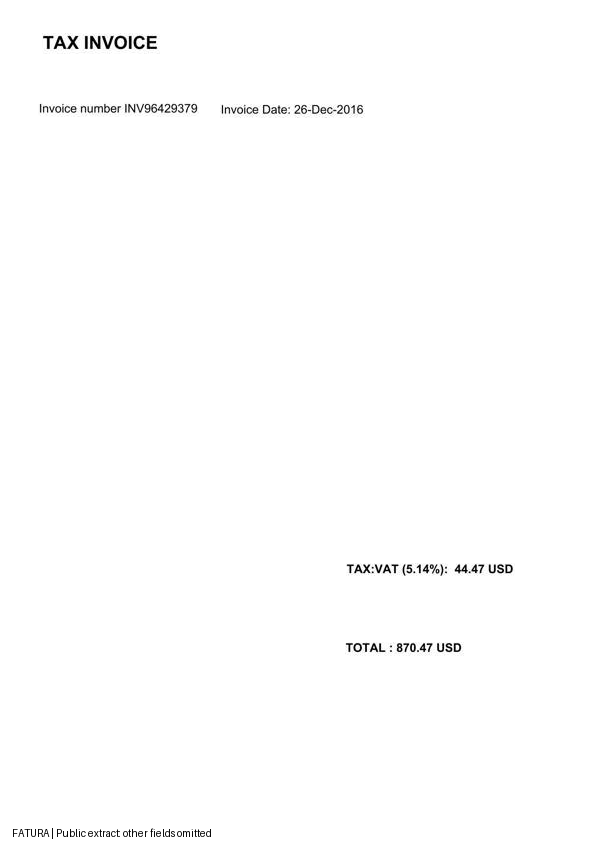 TAX INVOICE
Invoice number INV96429379 Invoice Date: 26-Dec-2016
TAX:VAT (5.14%): 44.47 USD
TOTAL : 870.47 USD
FATURA | Public extract: other fields omitted